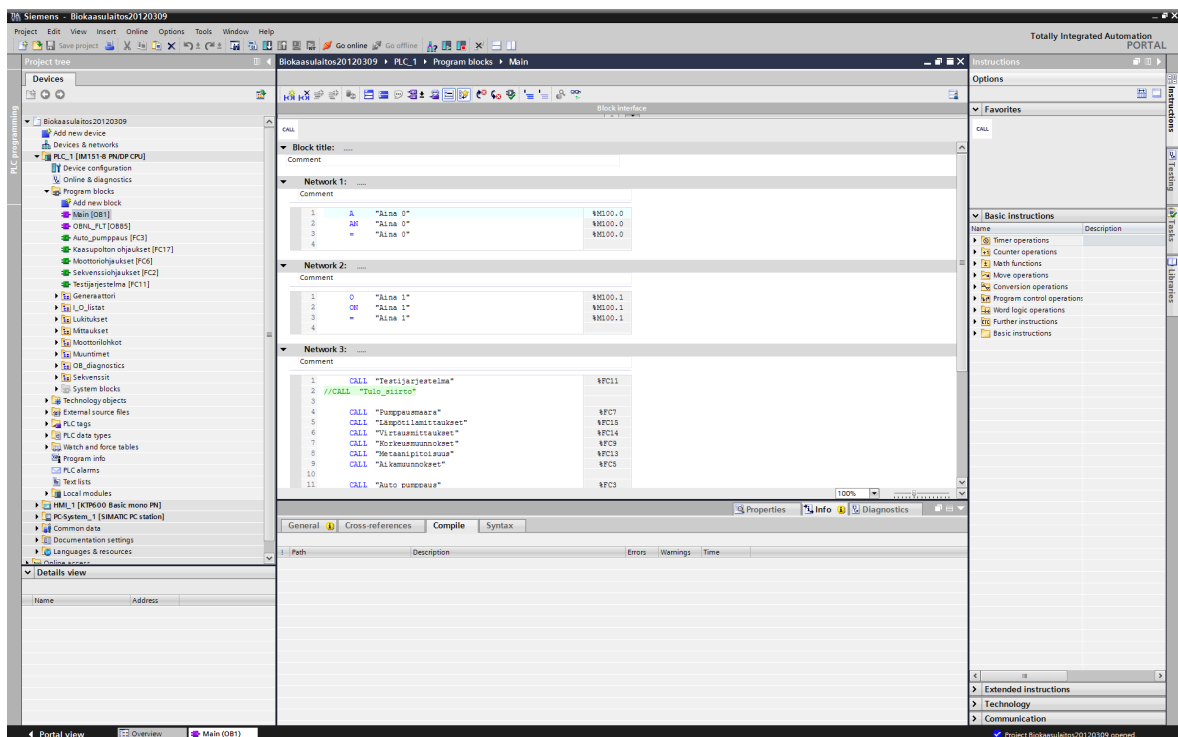 Siemens - Biokaasulaitos20120309
Project Edit View Insert Online Options Tools Window Help
Totally Integrated Automation
PORTAL
Save project
Go online
Go offline
Project tree
Devices
PLC programming
Biokaasulaitos20120309
Add new device
Devices & networks
PLC_1 [IM151-8 PN/DP CPU]
Device configuration
Online & diagnostics
Program blocks
Add new block
Main [OB1]
OBNL_FLT [OB85]
Auto_pumppaus [FC3]
Kaasupolton ohjaukset [FC17]
Moottoriohjaukset [FC6]
Sekvenssiohjaukset [FC2]
Testijarjestelma [FC11]
Generaattori
I_O_listat
Lukitukset
Mittaukset
Moottorilohkot
Muuntimet
OB_diagnostics
Sekvenssit
System blocks
Technology objects
External source files
PLC tags
PLC data types
Watch and force tables
Program info
PLC alarms
Text lists
Local modules
HMI_1 [KTP600 Basic mono PN]
PC-System_1 [SIMATIC PC station]
Common data
Documentation settings
Languages & resources
Online access
Details view
Name Address
Biokaasulaitos20120309 PLC_1 Program blocks Main
Block interface
CALL
Block title: .....
Comment
Network 1: .....
Comment
1 A "Aina 0" %M100.0
2 AN "Aina 0" %M100.0
3 = "Aina 0" %M100.0
4
Network 2: .....
Comment
1 O "Aina 1" %M100.1
2 ON "Aina 1" %M100.1
3 = "Aina 1" %M100.1
4
Network 3: .....
Comment
1 CALL "Testijarjestelma" %FC11
2 //CALL "Tulo_siirto"
3
4 CALL "Pumppausmaara" %FC7
5 CALL "Lämpötilamittaukset" %FC15
6 CALL "Virtausmittaukset" %FC14
7 CALL "Korkeusmuunnokset" %FC9
8 CALL "Metaanipitoisuus" %FC13
9 CALL "Aikamuunnokset" %FC5
10
11 CALL "Auto pumppaus" %FC3
100%
Properties Info Diagnostics
General Cross-references Compile Syntax
! Path Description Errors Warnings Time
Instructions
Options
Favorites
CALL
Basic instructions
Name Description
Timer operations
Counter operations
Math functions
Move operations
Conversion operations
Program control operations
Word logic operations
Further instructions
Basic instructions
Extended instructions
Technology
Communication
Instructions
Testing
Tasks
Libraries
Portal view Overview Main (OB1)
Project Biokaasulaitos20120309 opened